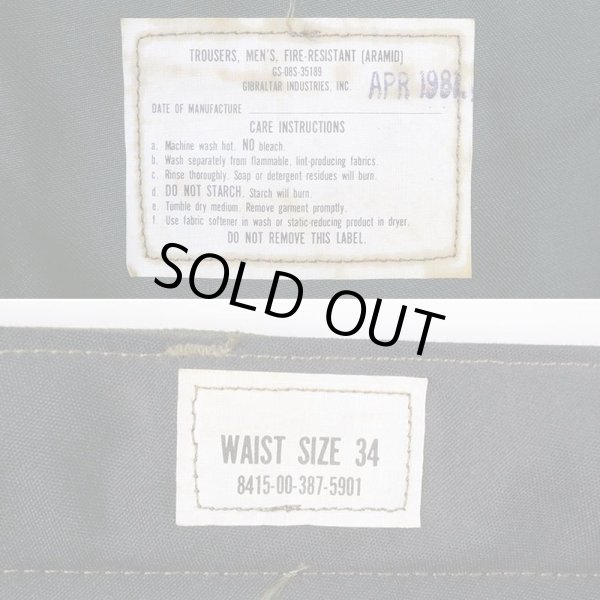 TROUSERS, MEN'S, FIRE-RESISTANT (ARAMID)
GS-08S-35189
GIBRALTAR INDUSTRIES, INC.
APR 1981
DATE OF MANUFACTURE
CARE INSTRUCTIONS
a. Machine wash hot. NO bleach.
b. Wash separately from flammable, lint-producing fabrics.
c. Rinse thoroughly. Soap or detergent residues will burn.
d. DO NOT STARCH. Starch will burn.
e. Tumble dry medium. Remove garment promptly.
f. Use fabric softener in wash or static-reducing product in dryer.
DO NOT REMOVE THIS LABEL.
SOLD OUT
WAIST SIZE 34
8415-00-387-5901